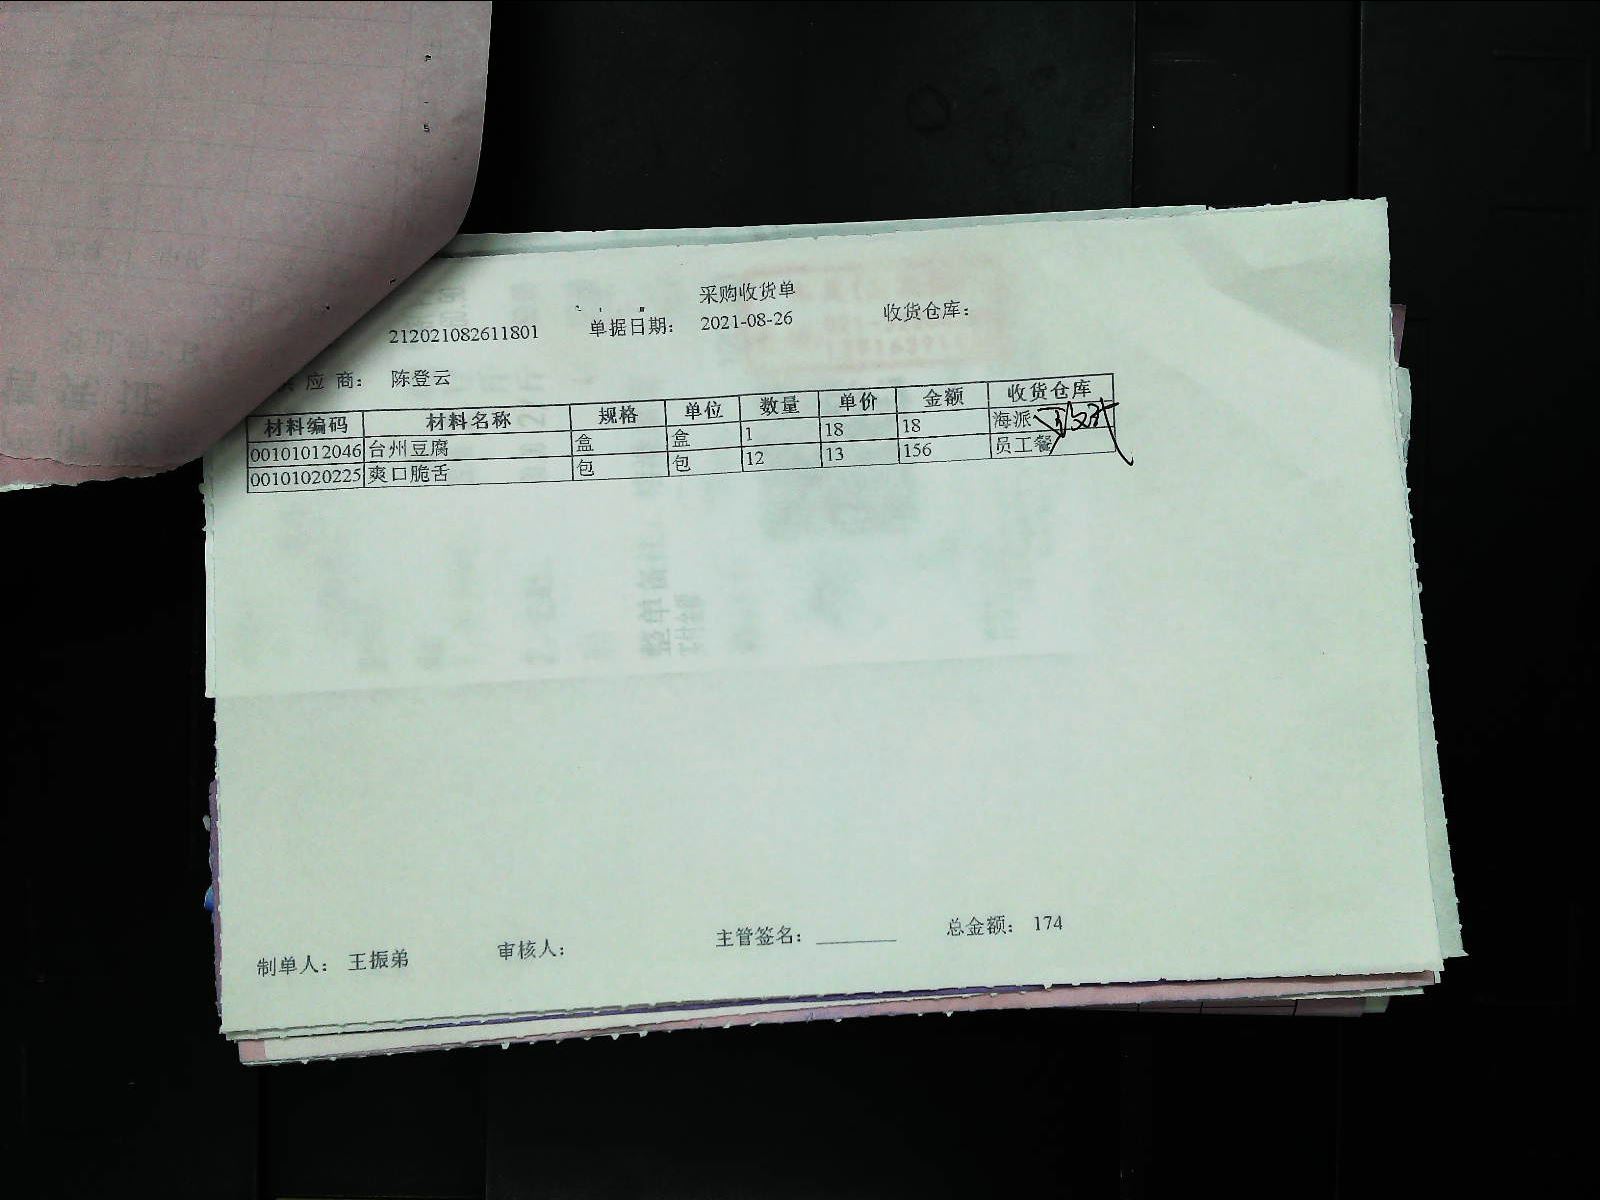 采购收货单
212021082611801 单据日期: 2021-08-26 收货仓库:
应商: 陈登云
材料编码 材料名称 规格 单位 数量 单价 金额 收货仓库
00101012046 台州豆腐 盒 盒 1 18 18 海派
00101020225 爽口脆舌 包 包 12 13 156 员工餐
制单人: 王振弟 审核人: 主管签名: 总金额: 174